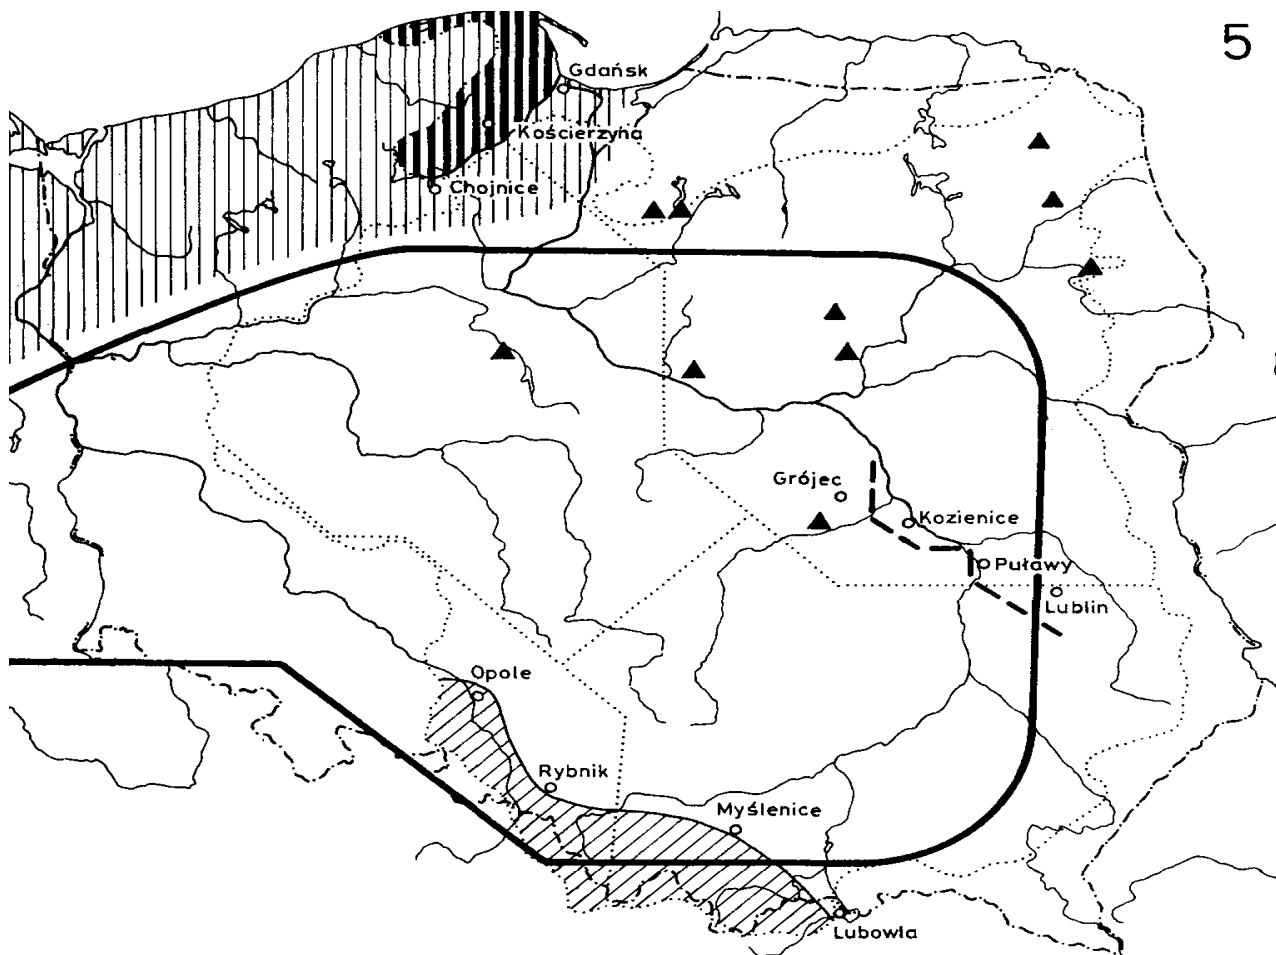 5
Gdańsk
Kościerzyna
Chojnice
Grójec
Kozienice
Puławy
Lublin
Opole
Rybnik
Myślenice
Lubowla